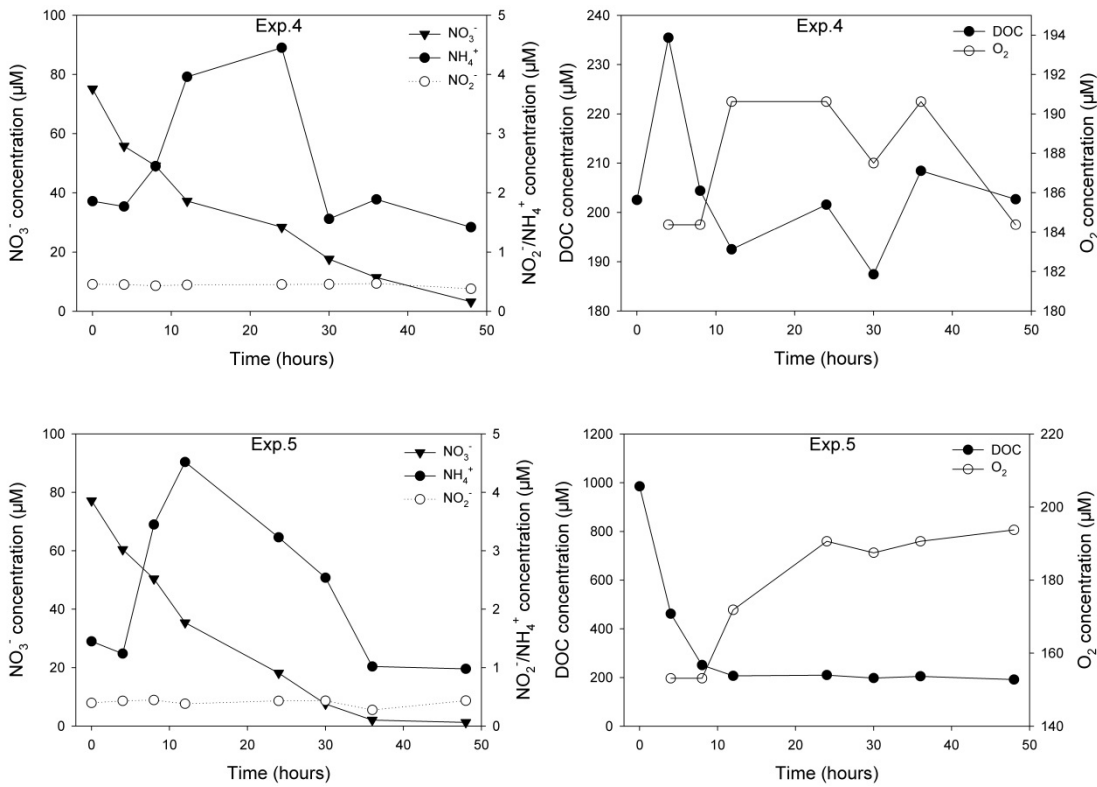 Exp.4
NO₃⁻
NH₄⁺
NO₂⁻
100
80
60
40
20
0
5
4
3
2
1
0
0 10 20 30 40 50
NO₃⁻ concentration (µM)
NO₂⁻/NH₄⁺ concentration (µM)
Time (hours)
Exp.4
DOC
O₂
240
230
220
210
200
190
180
194
192
190
188
186
184
182
180
0 10 20 30 40 50
DOC concentration (µM)
O₂ concentration (µM)
Time (hours)
Exp.5
NO₃⁻
NH₄⁺
NO₂⁻
100
80
60
40
20
0
5
4
3
2
1
0
0 10 20 30 40 50
NO₃⁻ concentration (µM)
NO₂⁻/NH₄⁺ concentration (µM)
Time (hours)
Exp.5
DOC
O₂
1200
1000
800
600
400
200
0
220
200
180
160
140
0 10 20 30 40 50
DOC concentration (µM)
O₂ concentration (µM)
Time (hours)